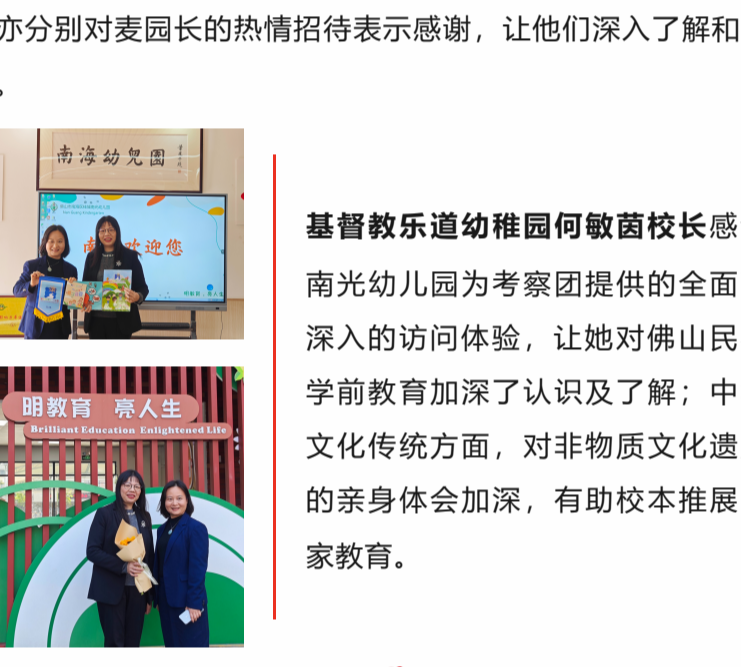 亦分别对麦园长的热情招待表示感谢，让他们深入了解和
。
南海幼兒園
欢迎您
明教育，亮人生
明教育 亮人生
Brilliant Education Enlightened Life
基督教乐道幼稚园何敏茵校长感
南光幼儿园为考察团提供的全面
深入的访问体验，让她对佛山民
学前教育加深了认识及了解；中
文化传统方面，对非物质文化遗
的亲身体会加深，有助校本推展
家教育。